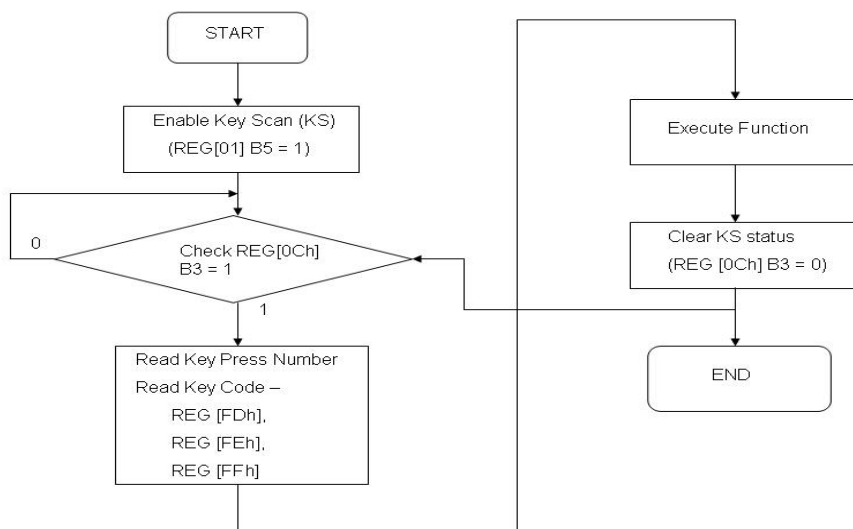 START
Enable Key Scan (KS)
(REG[01] B5 = 1)
0
Check REG[0Ch]
B3 = 1
1
Read Key Press Number
Read Key Code –
REG [FDh],
REG [FEh],
REG [FFh]
Execute Function
Clear KS status
(REG [0Ch] B3 = 0)
END